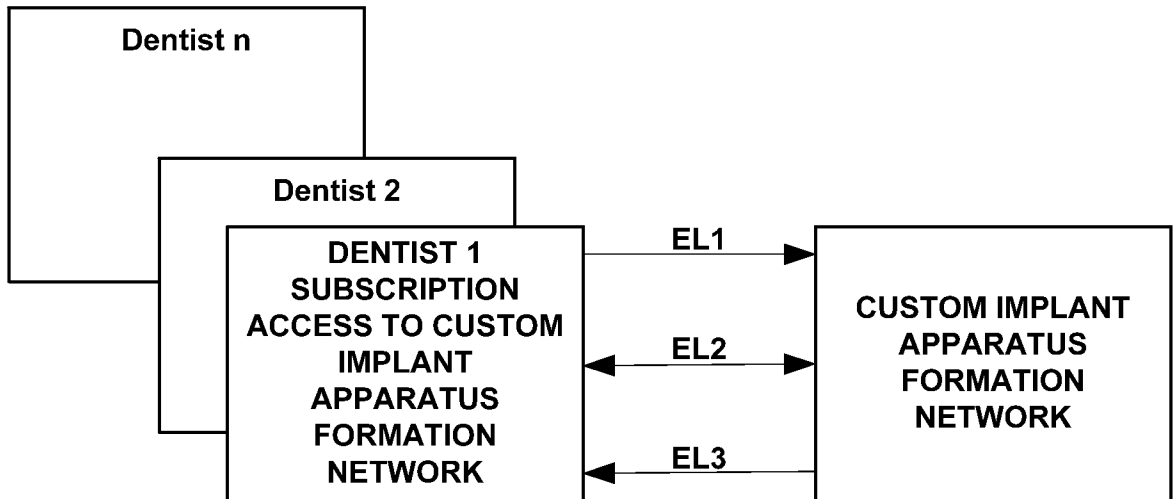 Dentist n
Dentist 2
DENTIST 1
SUBSCRIPTION
ACCESS TO CUSTOM
IMPLANT
APPARATUS
FORMATION
NETWORK
EL1
EL2
EL3
CUSTOM IMPLANT
APPARATUS
FORMATION
NETWORK